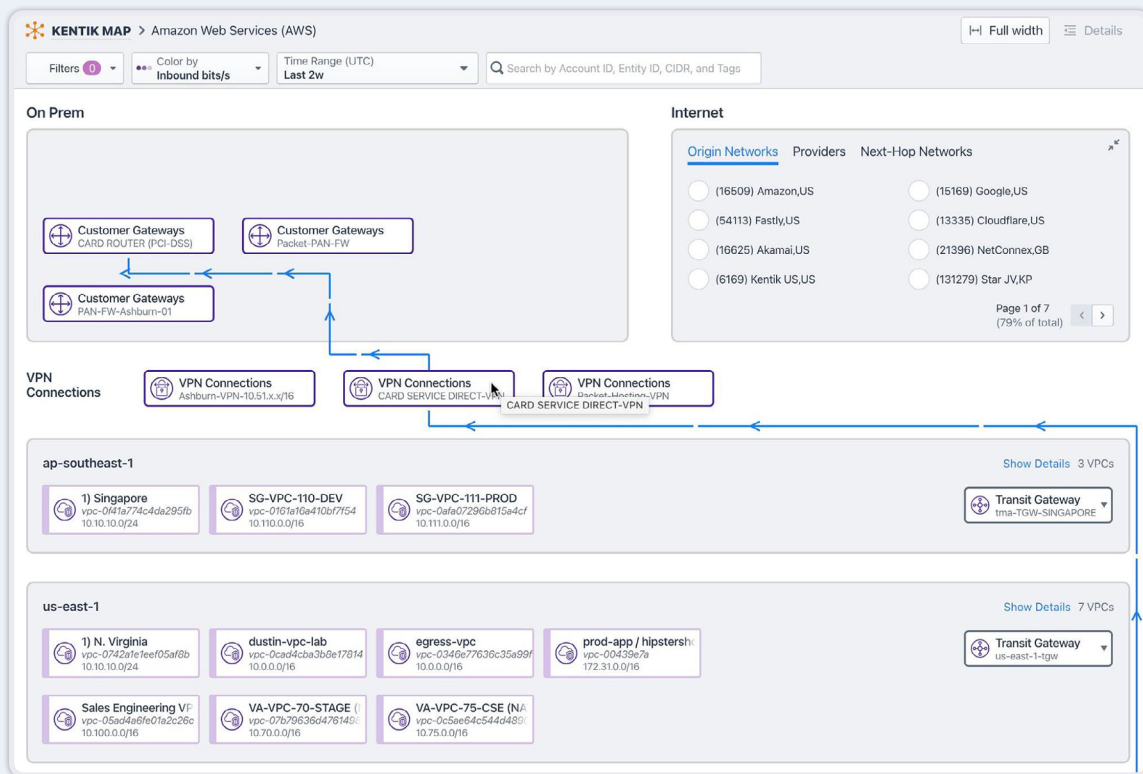 KENTIK MAP > Amazon Web Services (AWS)
Full width
Details
Filters 0
Color by
Inbound bits/s
Time Range (UTC)
Last 2w
Search by Account ID, Entity ID, CIDR, and Tags
On Prem
Customer Gateways
CARD ROUTER (PCI-DSS)
Customer Gateways
Packet-PAN-FW
Customer Gateways
PAN-FW-Ashburn-01
Internet
Origin Networks
Providers
Next-Hop Networks
(16509) Amazon,US
(15169) Google,US
(54113) Fastly,US
(13335) Cloudflare,US
(16625) Akamai,US
(21396) NetConnex,GB
(6169) Kentik US,US
(131279) Star JV,KP
Page 1 of 7
(79% of total)
VPN
Connections
VPN Connections
Ashburn-VPN-10.51.x.x/16
VPN Connections
CARD SERVICE DIRECT-VPN
VPN Connections
Packet-Hosting-VPN
CARD SERVICE DIRECT-VPN
ap-southeast-1
Show Details 3 VPCs
1) Singapore
vpc-0f41a774c4da295fb
10.10.10.0/24
SG-VPC-110-DEV
vpc-0161a16a410bf7f54
10.110.0.0/16
SG-VPC-111-PROD
vpc-0afa07296b815a4cf
10.111.0.0/16
Transit Gateway
tma-TGW-SINGAPORE
us-east-1
Show Details 7 VPCs
1) N. Virginia
vpc-0742a1e1eef05af8b
10.10.10.0/24
dustin-vpc-lab
vpc-0cad4cba3b8e17814
10.0.0.0/16
egress-vpc
vpc-0346e77636c35a99f
10.0.0.0/16
prod-app / hipstersho
vpc-00439e7a
172.31.0.0/16
Transit Gateway
us-east-1-tgw
Sales Engineering VP
vpc-05ad4a6fe01a2c26c
10.100.0.0/16
VA-VPC-70-STAGE (
vpc-07b79636d4761498
10.70.0.0/16
VA-VPC-75-CSE (NA
vpc-0c5ae64c544d489
10.75.0.0/16